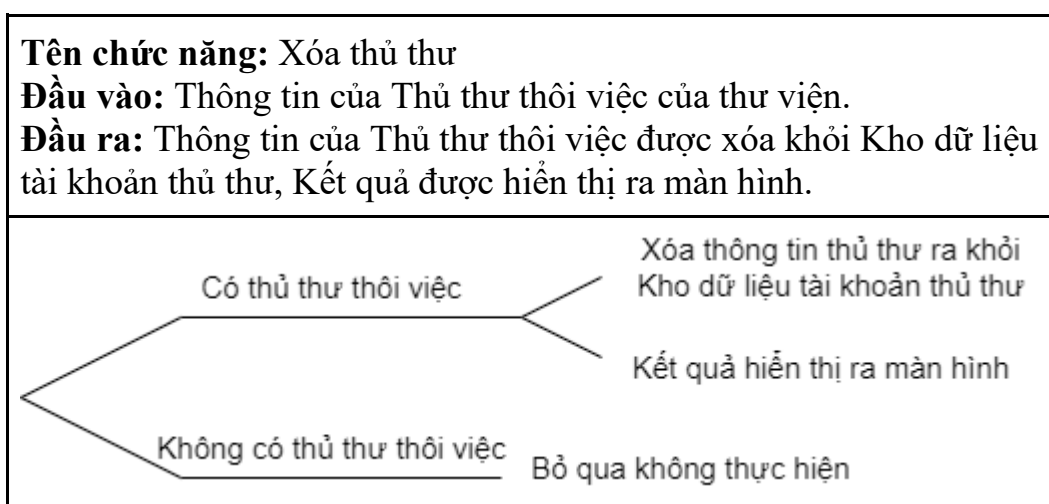 Tên chức năng: Xóa thủ thư
Đầu vào: Thông tin của Thủ thư thôi việc của thư viện.
Đầu ra: Thông tin của Thủ thư thôi việc được xóa khỏi Kho dữ liệu
tài khoản thủ thư, Kết quả được hiển thị ra màn hình.
Xóa thông tin thủ thư ra khỏi
Kho dữ liệu tài khoản thủ thư
Có thủ thư thôi việc
Kết quả hiển thị ra màn hình
Không có thủ thư thôi việc
Bỏ qua không thực hiện